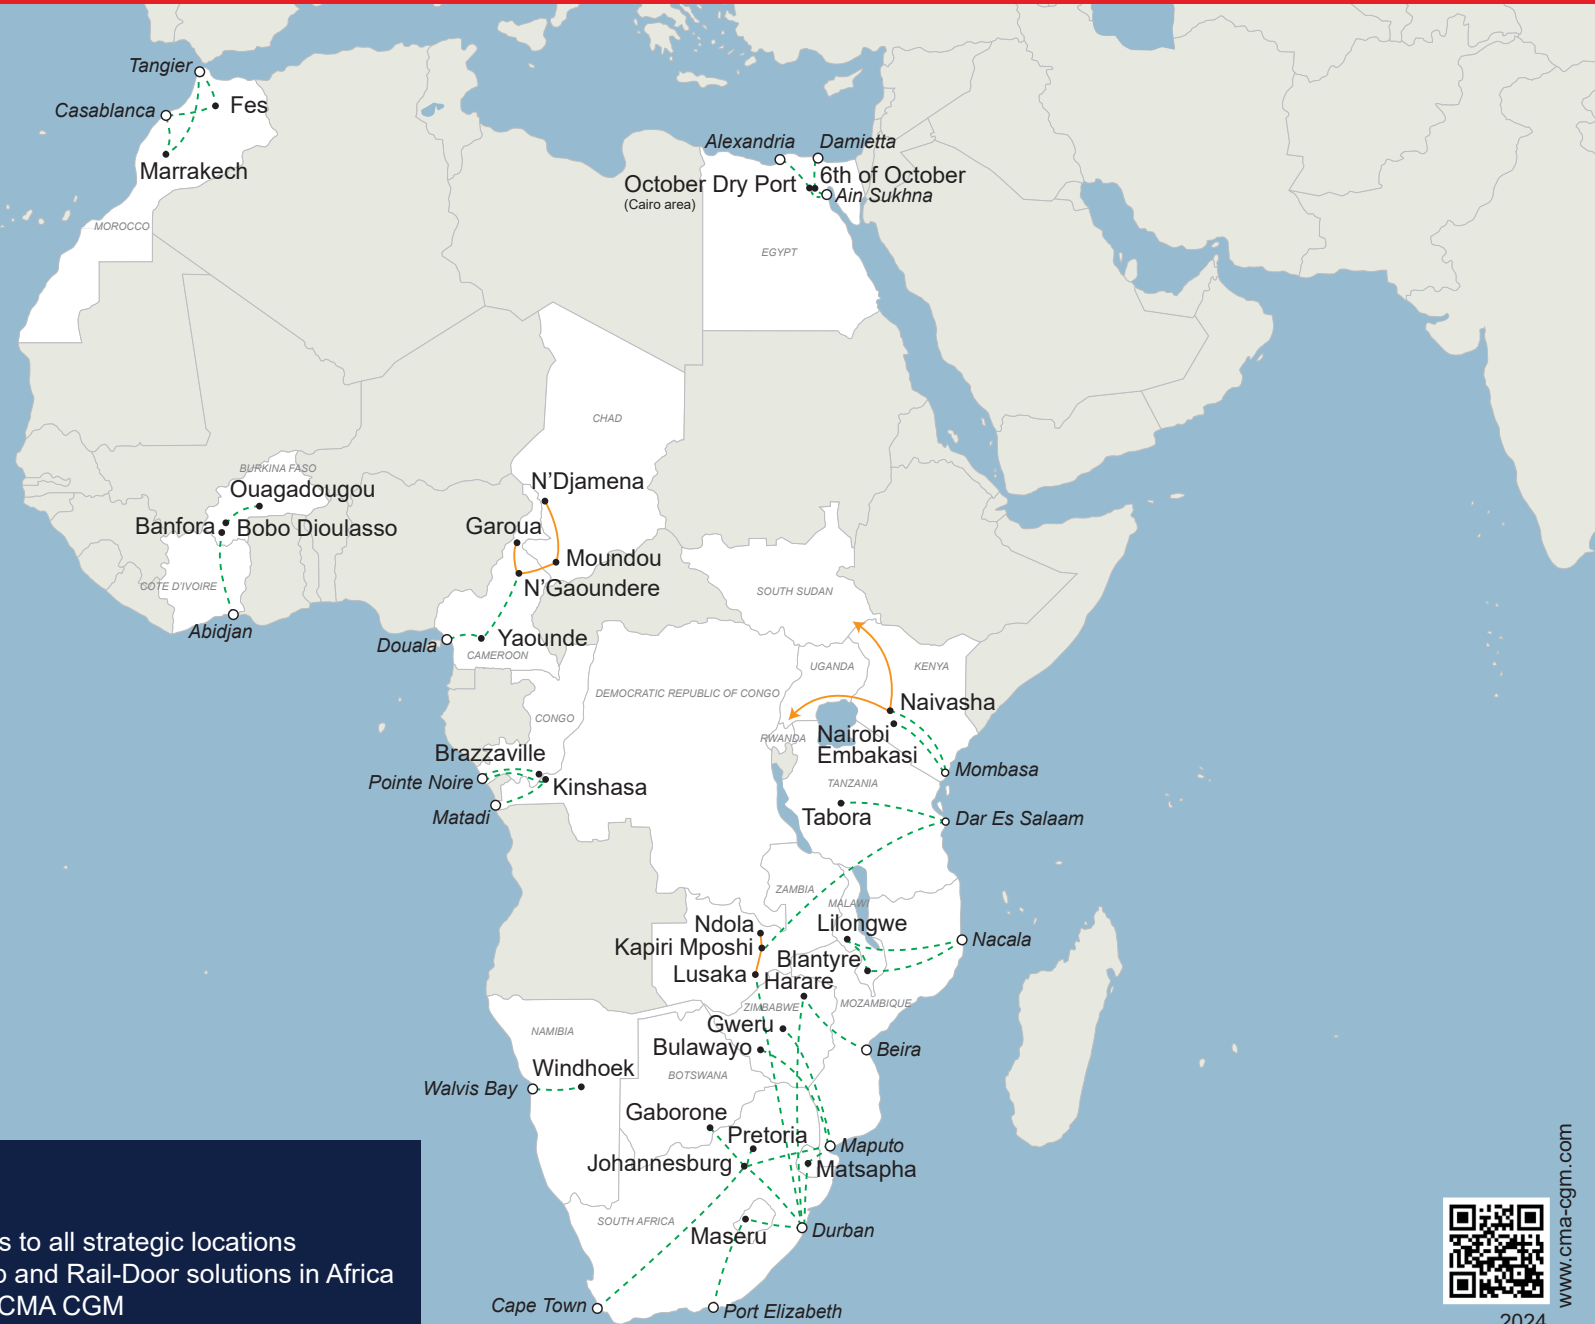 Tangier
Casablanca
Fes
Marrakech
MOROCCO
Alexandria
Damietta
October Dry Port
(Cairo area)
6th of October
Ain Sukhna
EGYPT
CHAD
BURKINA FASO
Ouagadougou
Banfora
Bobo Dioulasso
CÔTE D'IVOIRE
Abidjan
N'Djamena
Garoua
Moundou
N'Gaoundere
Douala
Yaounde
CAMEROON
SOUTH SUDAN
UGANDA
KENYA
DEMOCRATIC REPUBLIC OF CONGO
CONGO
Naivasha
RWANDA
Nairobi
Embakasi
Brazzaville
Pointe Noire
Kinshasa
Matadi
Mombasa
TANZANIA
Tabora
Dar Es Salaam
ZAMBIA
MALAWI
Ndola
Kapiri Mposhi
Lusaka
Lilongwe
Blantyre
Nacala
Harare
ZIMBABWE
MOZAMBIQUE
Gweru
Bulawayo
Beira
NAMIBIA
Windhoek
Walvis Bay
BOTSWANA
Gaborone
Pretoria
Johannesburg
Maputo
Matsapha
SOUTH AFRICA
Maseru
Durban
Cape Town
Port Elizabeth
s to all strategic locations
and Rail-Door solutions in Africa
CMA CGM
www.cma-cgm.com
2024